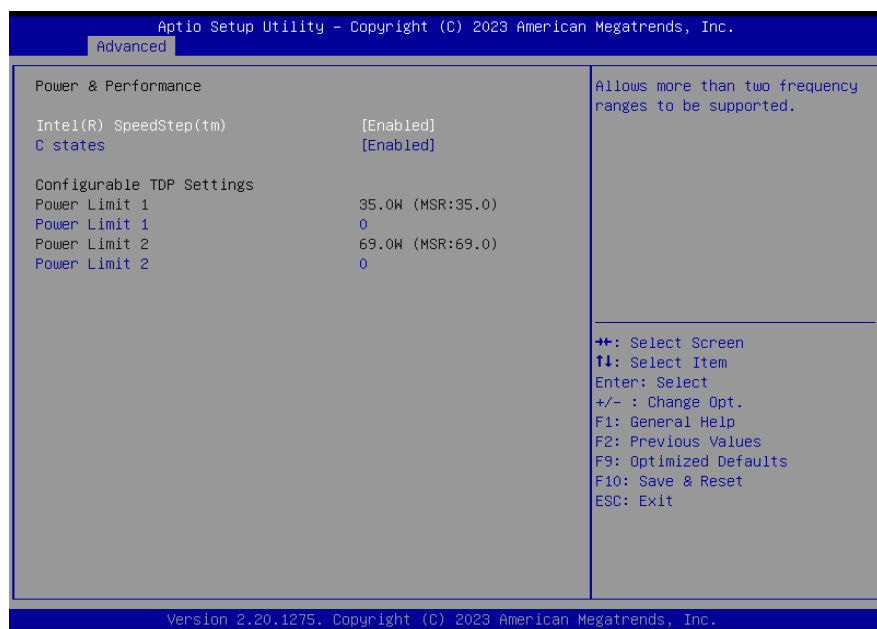 Aptio Setup Utility – Copyright (C) 2023 American Megatrends, Inc.
Advanced
Power & Performance
Intel(R) SpeedStep(tm) [Enabled]
C states [Enabled]
Configurable TDP Settings
Power Limit 1 35.0W (MSR:35.0)
Power Limit 1 0
Power Limit 2 69.0W (MSR:69.0)
Power Limit 2 0
Allows more than two frequency
ranges to be supported.
→←: Select Screen
↑↓: Select Item
Enter: Select
+/- : Change Opt.
F1: General Help
F2: Previous Values
F9: Optimized Defaults
F10: Save & Reset
ESC: Exit
Version 2.20.1275. Copyright (C) 2023 American Megatrends, Inc.